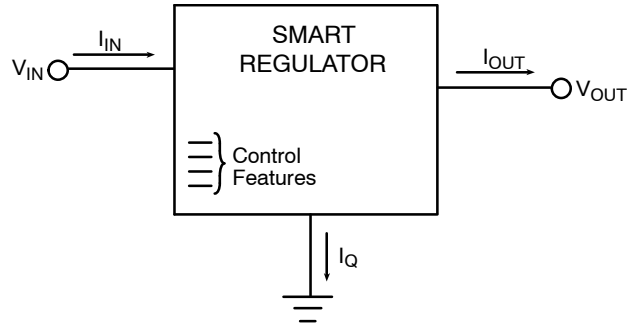 SMART
REGULATOR
I_IN
V_IN
I_OUT
V_OUT
Control
Features
I_Q